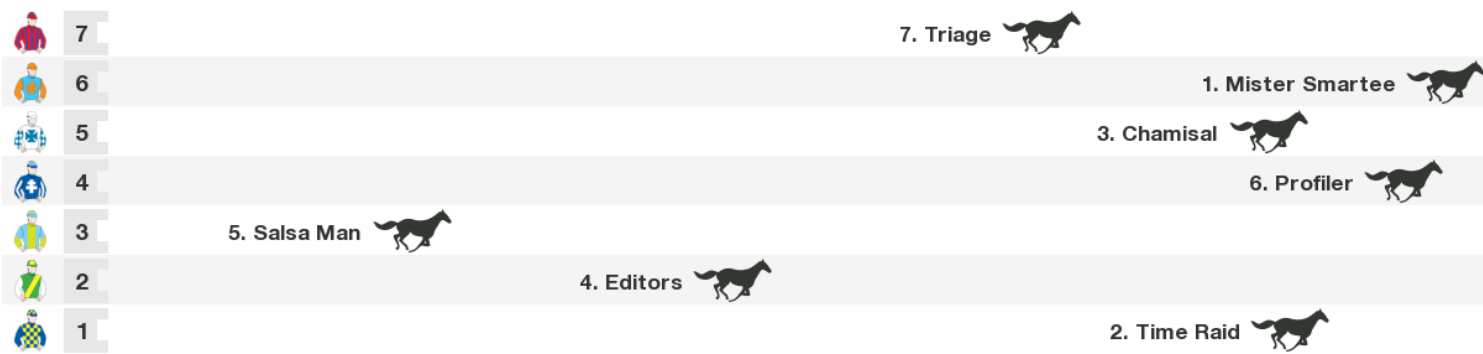 7 7. Triage
6 1. Mister Smartee
5 3. Chamisal
4 6. Profiler
3 5. Salsa Man
2 4. Editors
1 2. Time Raid